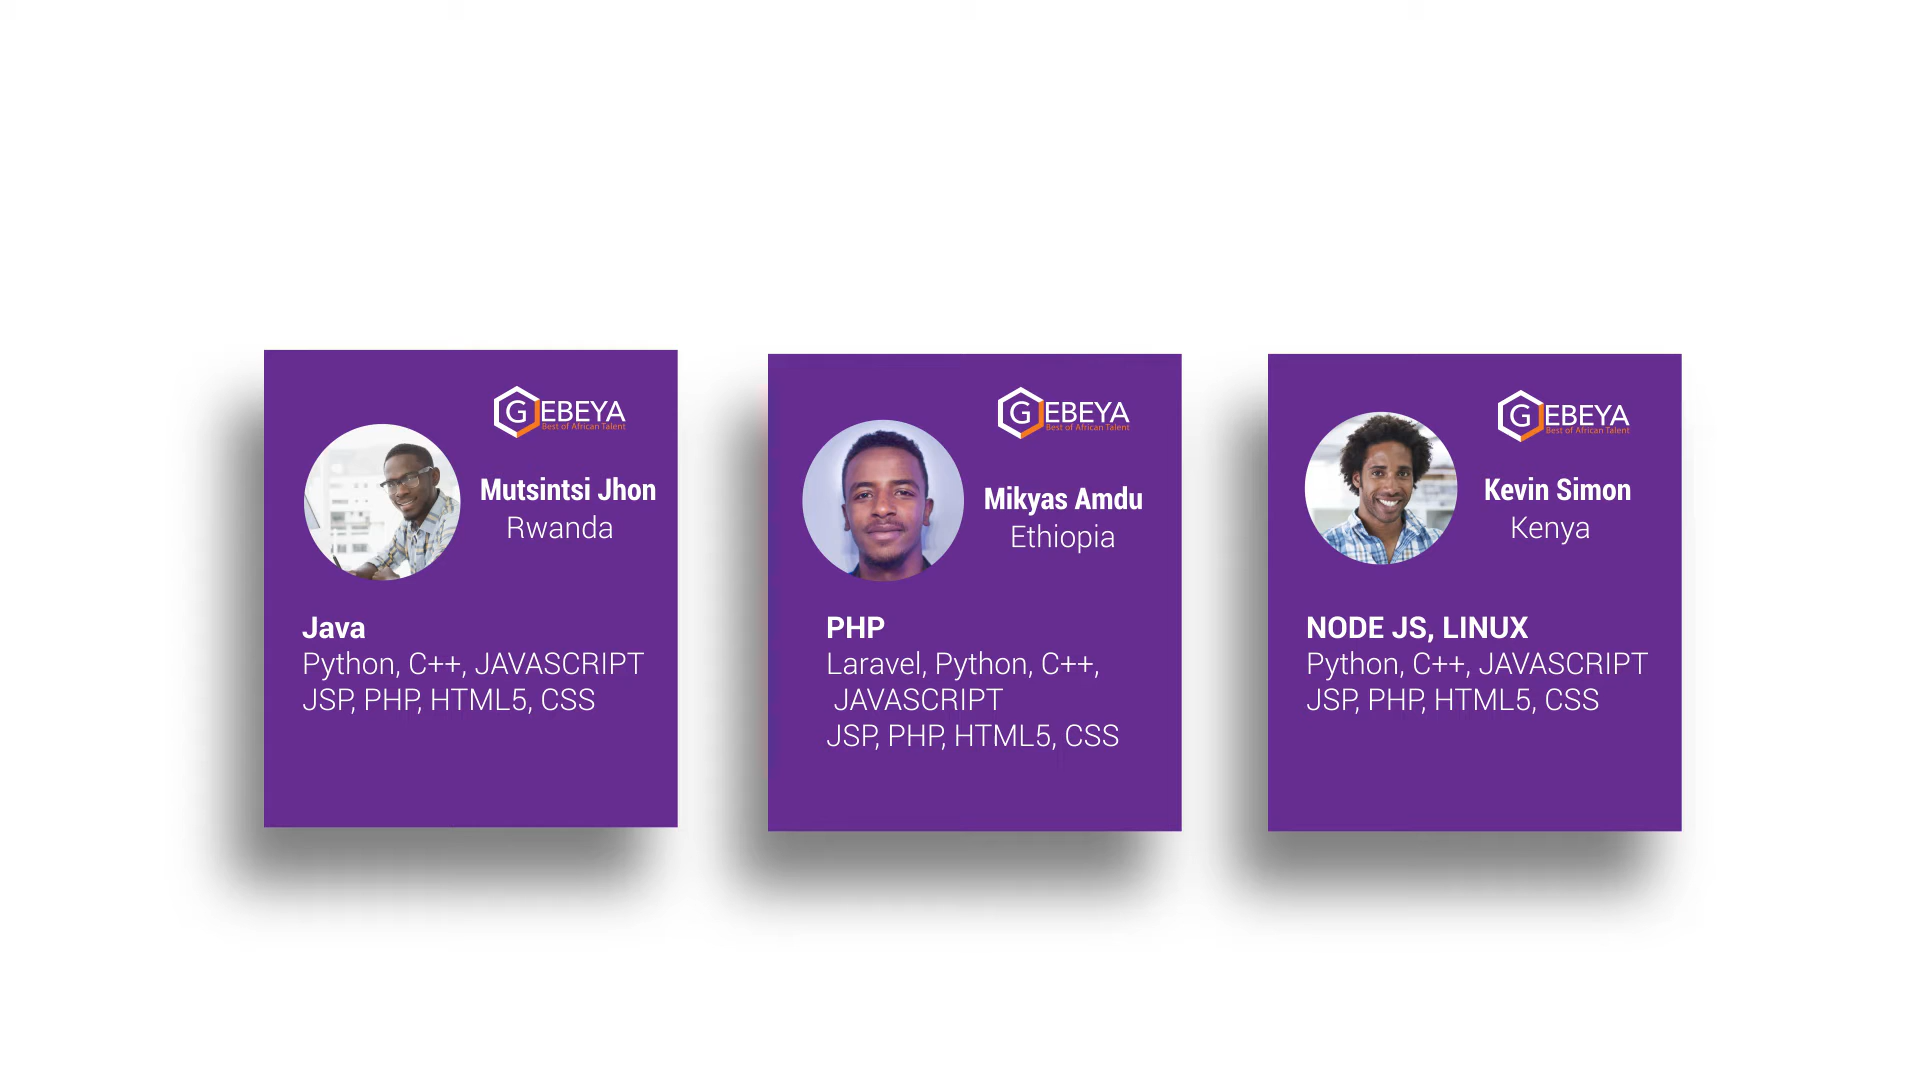 GEBEYA
Best of African Talent
Mutsintsi Jhon
Rwanda
Java
Python, C++, JAVASCRIPT
JSP, PHP, HTML5, CSS
GEBEYA
Best of African Talent
Mikyas Amdu
Ethiopia
PHP
Laravel, Python, C++,
JAVASCRIPT
JSP, PHP, HTML5, CSS
GEBEYA
Best of African Talent
Kevin Simon
Kenya
NODE JS, LINUX
Python, C++, JAVASCRIPT
JSP, PHP, HTML5, CSS